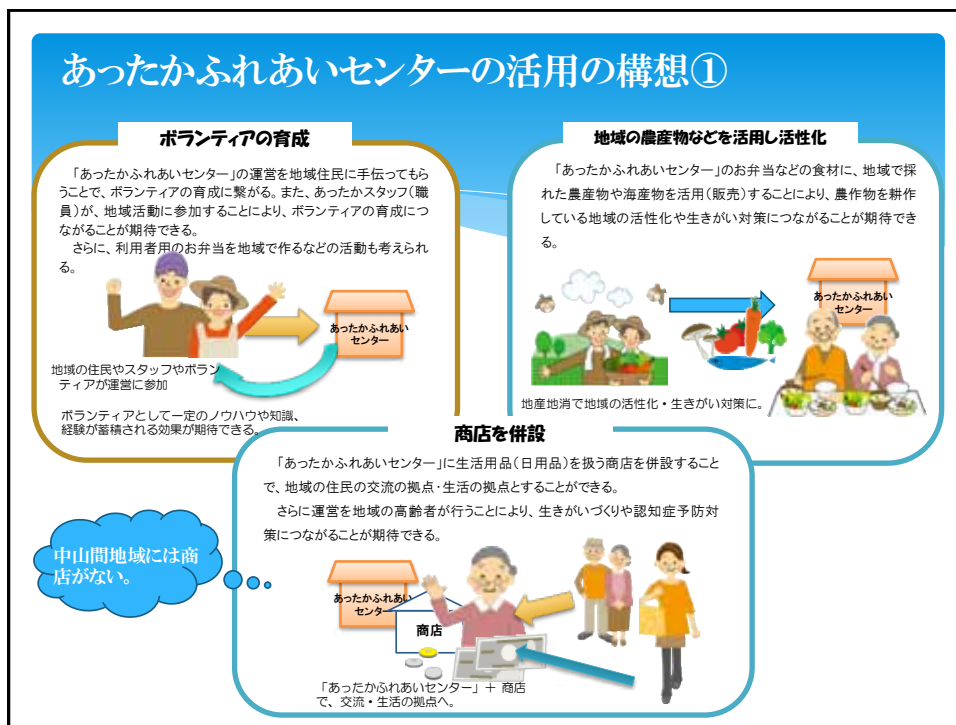 あったかふれあいセンターの活用の構想①
ボランティアの育成
「あったかふれあいセンター」の運営を地域住民に手伝ってもら
うことで、ボランティアの育成に繋がる。また、あったかスタッフ(職
員)が、地域活動に参加することにより、ボランティアの育成につ
ながることが期待できる。
さらに、利用者用のお弁当を地域で作るなどの活動も考えられ
る。
あったかふれあい
センター
地域の住民やスタッフやボラン
ティアが運営に参加
ボランティアとして一定のノウハウや知識、
経験が蓄積される効果が期待できる。
地域の農産物などを活用し活性化
「あったかふれあいセンター」のお弁当などの食材に、地域で採
れた農産物や海産物を活用(販売)することにより、農作物を耕作
している地域の活性化や生きがい対策につながることが期待でき
る。
あったかふれあい
センター
地産地消で地域の活性化・生きがい対策に。
商店を併設
「あったかふれあいセンター」に生活用品(日用品)を扱う商店を併設すること
で、地域の住民の交流の拠点・生活の拠点とすることができる。
さらに運営を地域の高齢者が行うことにより、生きがいづくりや認知症予防対
策につながることが期待できる。
中山間地域には商
店がない。
あったかふれあい
センター
商店
「あったかふれあいセンター」 + 商店
で、交流・生活の拠点へ。